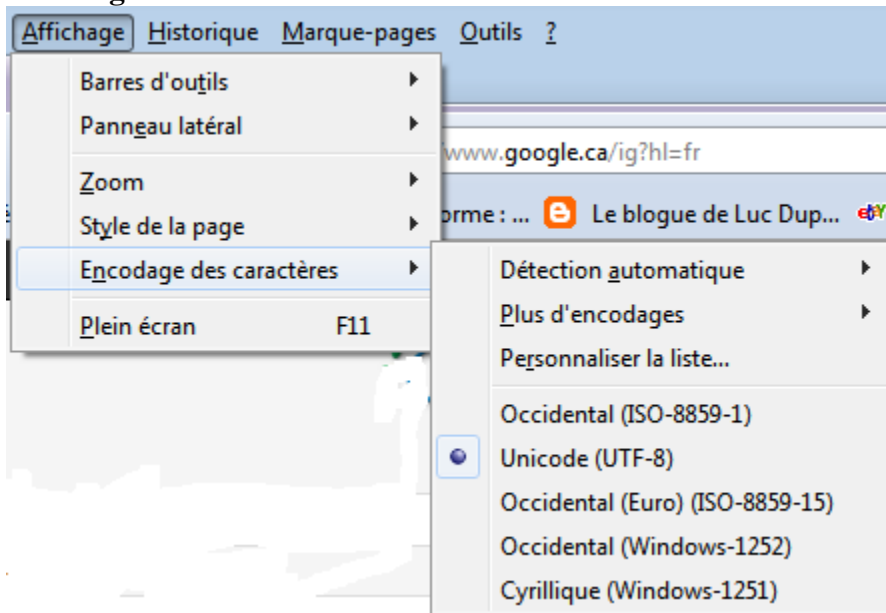 Affichage Historique Marque-pages Outils ?
Barres d'outils
Panneau latéral
www.google.ca/ig?hl=fr
Zoom
orme : ... Le blogue de Luc Dup... ebY
Style de la page
Encodage des caractères
Détection automatique
Plus d'encodages
Plein écran F11
Personnaliser la liste...
Occidental (ISO-8859-1)
Unicode (UTF-8)
Occidental (Euro) (ISO-8859-15)
Occidental (Windows-1252)
Cyrillique (Windows-1251)